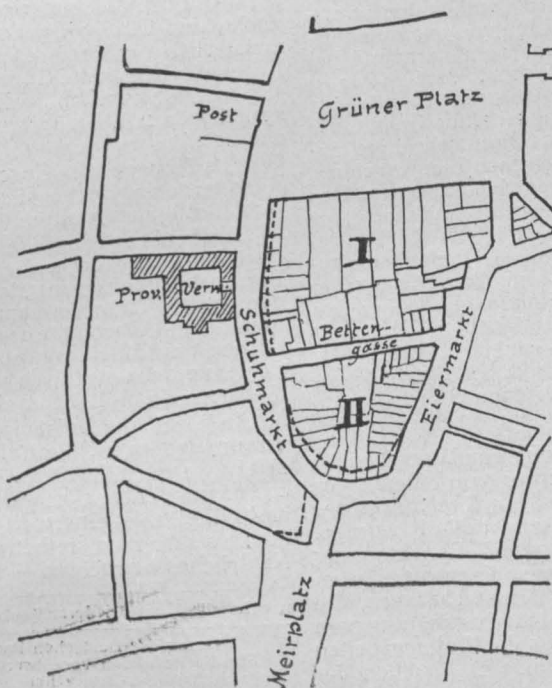 Post
Grüner Platz
I
Prov. Verw.
Schuhmarkt
Betten-
gasse
II
Eiermarkt
Meirplatz